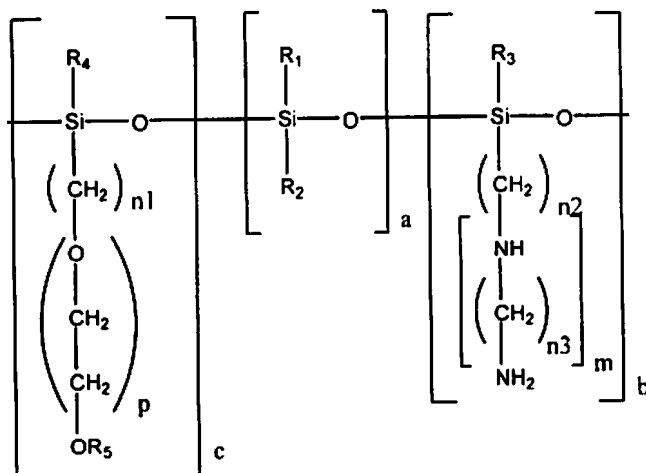 R4 R1 R3
Si O Si O Si O
(CH2) n1 R2 (CH2) n2
a
O NH
CH2 (CH2) n3
CH2 p NH2 m
b
OR5 c